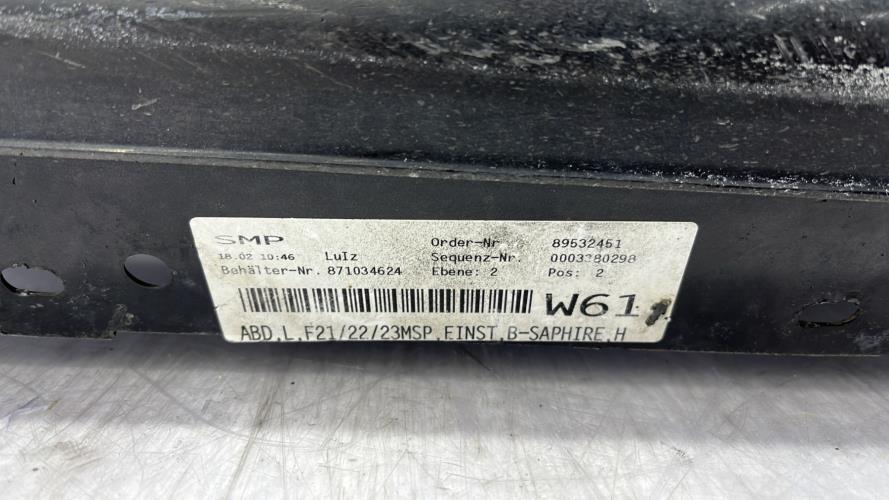 SMP
18.02 10:46 LuIz
Order-Nr 89532451
Sequenz-Nr. 0003380298
Behälter-Nr. 871034624 Ebene: 2 Pos: 2
W61
ABD,L,F21/22/23MSP,EINST,B-SAPHIRE,H